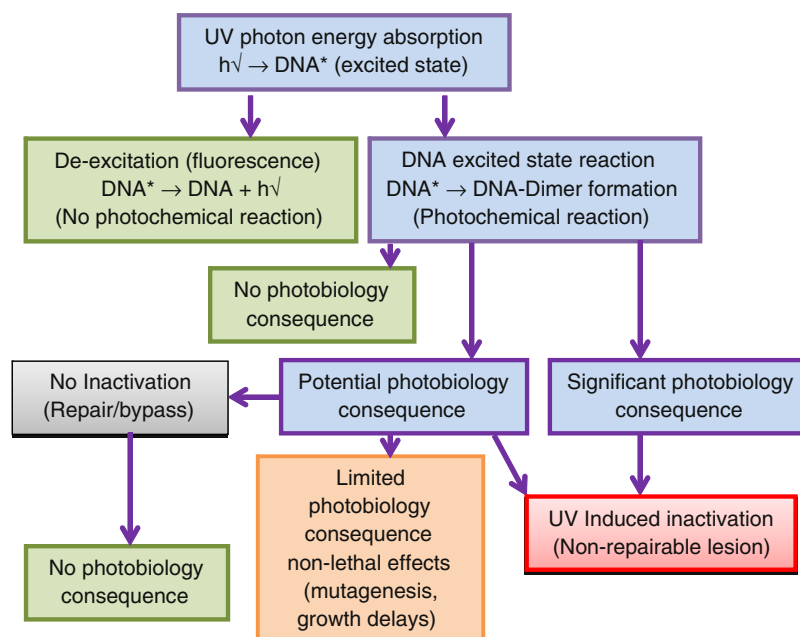 UV photon energy absorption
h√ → DNA* (excited state)
De-excitation (fluorescence)
DNA* → DNA + h√
(No photochemical reaction)
DNA excited state reaction
DNA* → DNA-Dimer formation
(Photochemical reaction)
No photobiology
consequence
No Inactivation
(Repair/bypass)
Potential photobiology
consequence
Significant photobiology
consequence
Limited
photobiology
consequence
non-lethal effects
(mutagenesis,
growth delays)
UV Induced inactivation
(Non-repairable lesion)
No photobiology
consequence